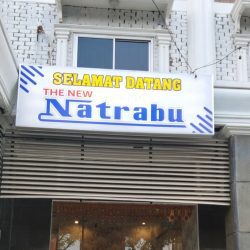 SELAMAT DATANG
THE NEW
Natrabu